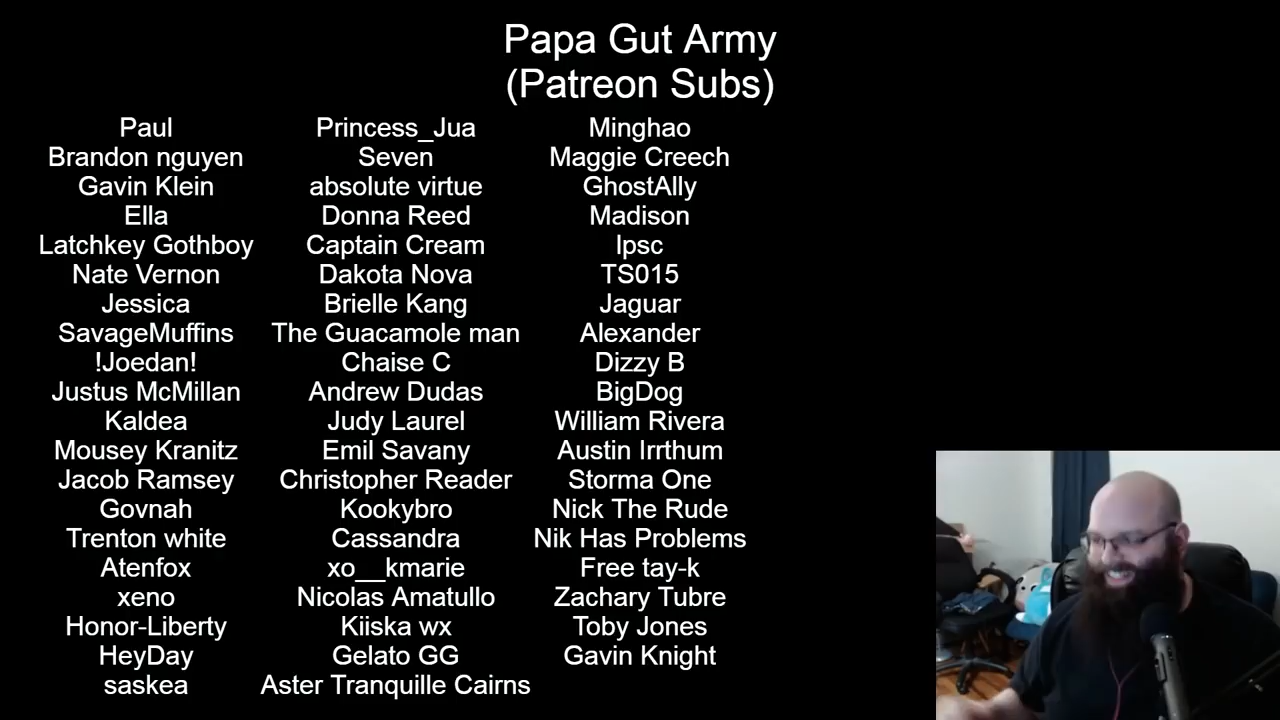 Papa Gut Army
(Patreon Subs)
Paul
Brandon nguyen
Gavin Klein
Ella
Latchkey Gothboy
Nate Vernon
Jessica
SavageMuffins
!Joedan!
Justus McMillan
Kaldea
Mousey Kranitz
Jacob Ramsey
Govnah
Trenton white
Atenfox
xeno
Honor-Liberty
HeyDay
saskea
Princess_Jua
Seven
absolute virtue
Donna Reed
Captain Cream
Dakota Nova
Brielle Kang
The Guacamole man
Chaise C
Andrew Dudas
Judy Laurel
Emil Savany
Christopher Reader
Kookybro
Cassandra
xo__kmarie
Nicolas Amatullo
Kiiska wx
Gelato GG
Aster Tranquille Cairns
Minghao
Maggie Creech
GhostAlly
Madison
lpsc
TS015
Jaguar
Alexander
Dizzy B
BigDog
William Rivera
Austin Irrthum
Storma One
Nick The Rude
Nik Has Problems
Free tay-k
Zachary Tubre
Toby Jones
Gavin Knight